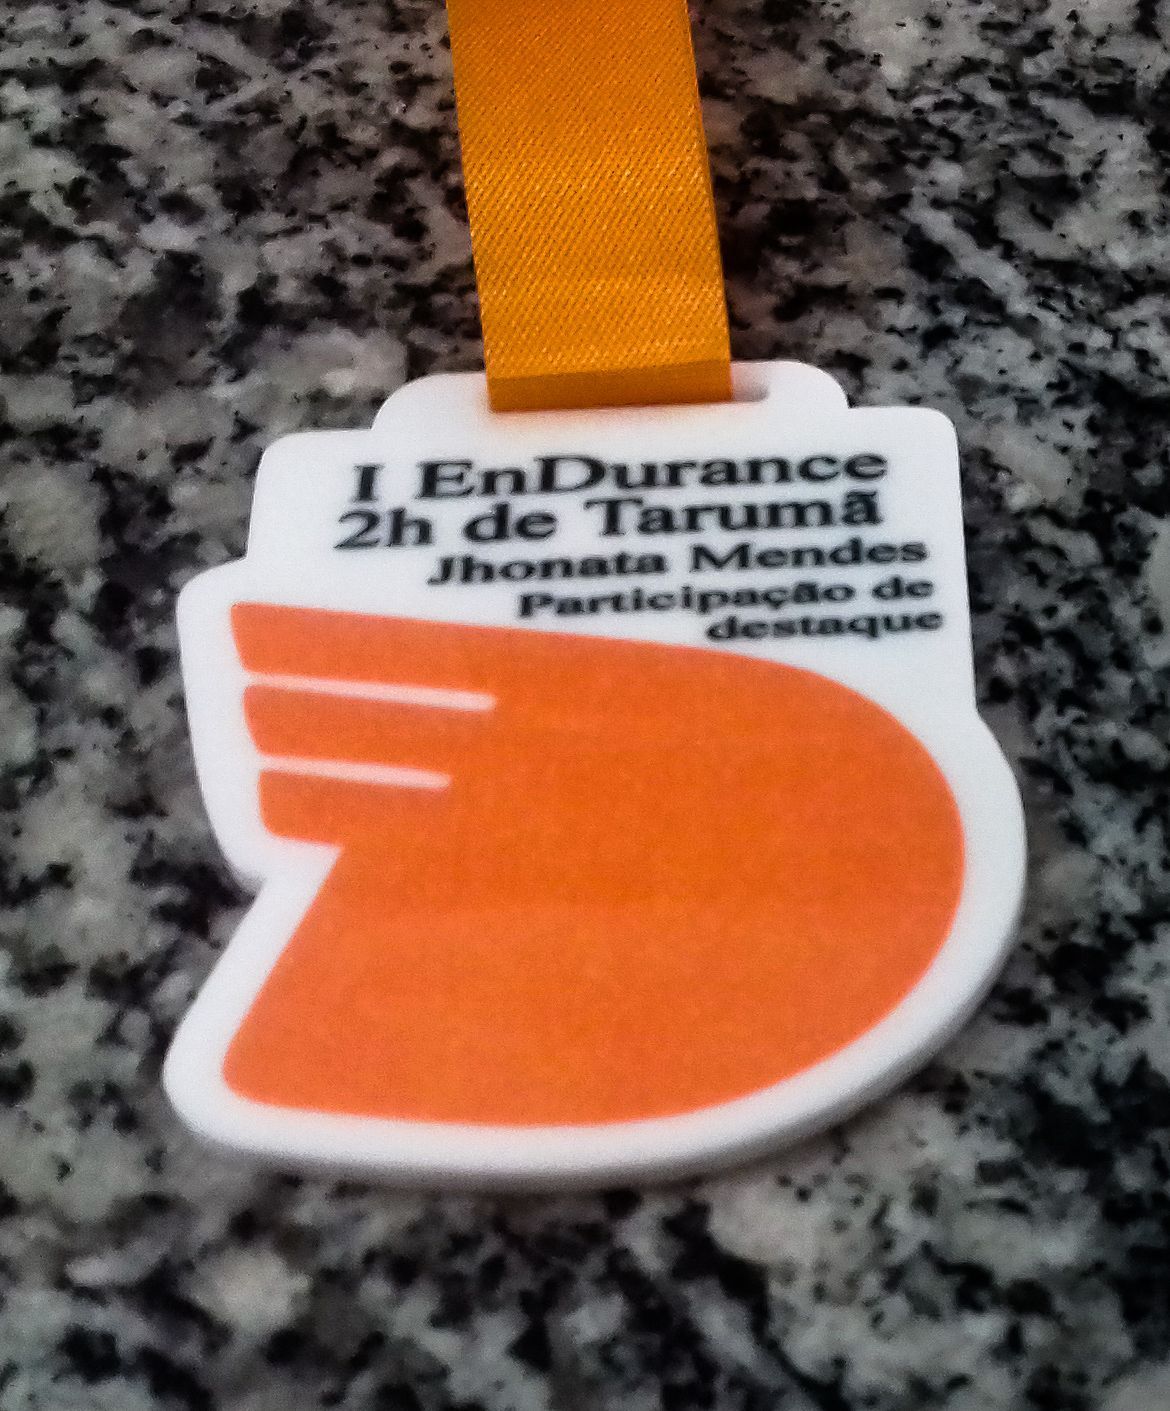 I EnDurance
2h de Tarumã
Jhonata Mendes
Participação de
destaque